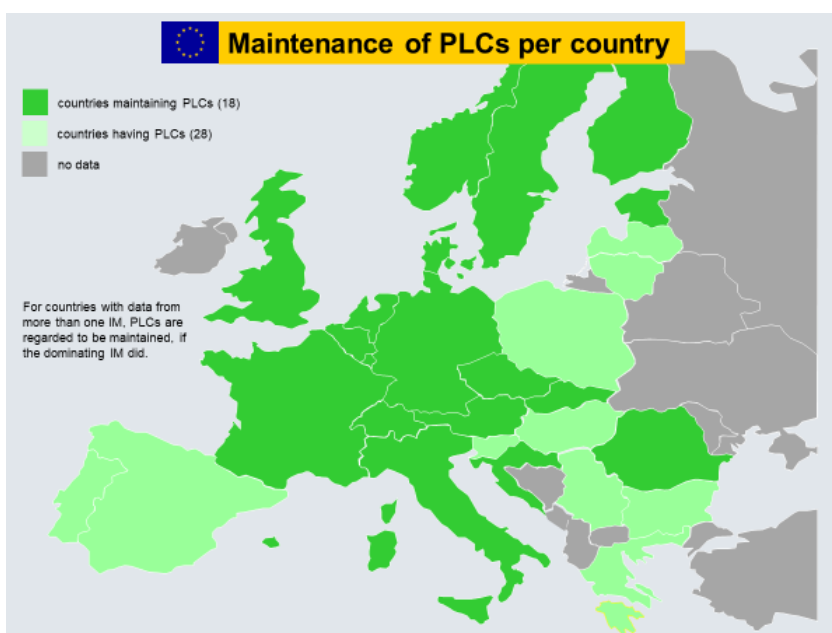 Maintenance of PLCs per country
countries maintaining PLCs (18)
countries having PLCs (28)
no data
For countries with data from
more than one IM, PLCs are
regarded to be maintained, if
the dominating IM did.